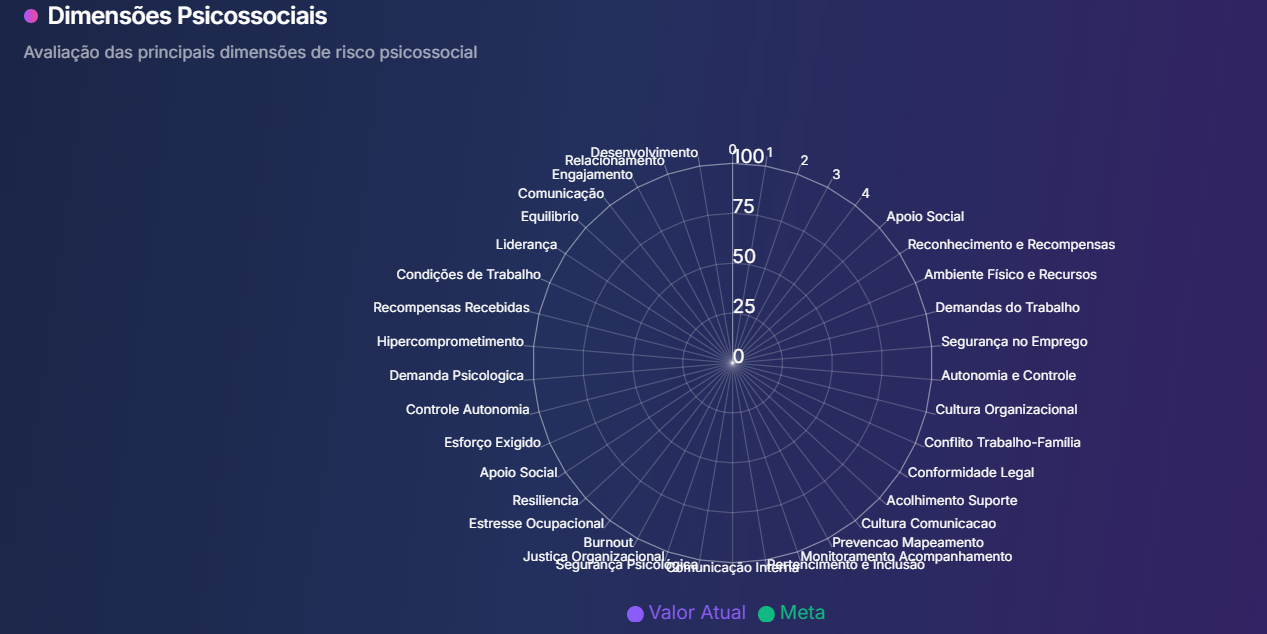 Dimensões Psicossociais
Avaliação das principais dimensões de risco psicossocial
0
1
2
3
4
Apoio Social
Reconhecimento e Recompensas
Ambiente Físico e Recursos
Demandas do Trabalho
Segurança no Emprego
Autonomia e Controle
Cultura Organizacional
Conflito Trabalho-Família
Conformidade Legal
Acolhimento Suporte
Cultura Comunicacao
Prevencao Mapeamento
Monitoramento Acompanhamento
Pertencimento e Inclusão
Comunicação Interna
Segurança Psicológica
Justiça Organizacional
Burnout
Estresse Ocupacional
Resiliencia
Apoio Social
Esforço Exigido
Controle Autonomia
Demanda Psicologica
Hipercomprometimento
Recompensas Recebidas
Condições de Trabalho
Liderança
Equilibrio
Comunicação
Engajamento
Relacionamento
Desenvolvimento
100
75
50
25
0
Valor Atual
Meta